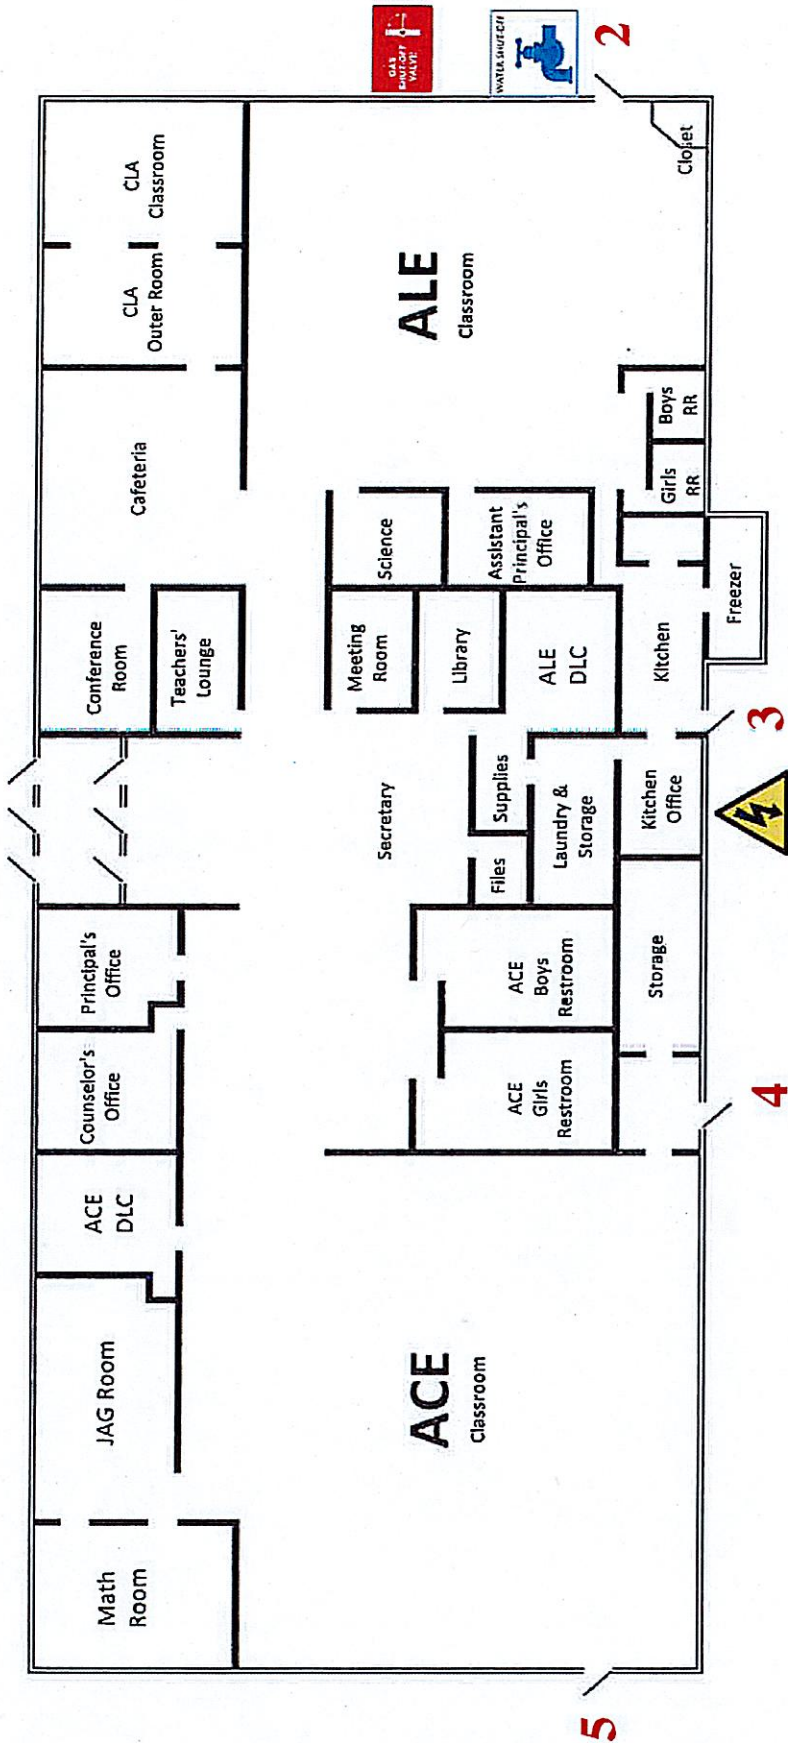 Math
Room
JAG Room
ACE
DLC
Counselor's
Office
Principal's
Office
Conference
Room
Teachers'
Lounge
Cafeteria
CLA
Outer Room
CLA
Classroom
ACE
Classroom
ACE
Girls
Restroom
ACE
Boys
Restroom
Secretary
Files
Supplies
Laundry &
Storage
Storage
Kitchen
Office
Meeting
Room
Library
ALE
DLC
Science
Assistant
Principal's
Office
Kitchen
Freezer
Girls
RR
Boys
RR
ALE
Classroom
Closet
GAS
SHUT-OFF
VALVE
WATER SHUT-OFF
2
3
4
5